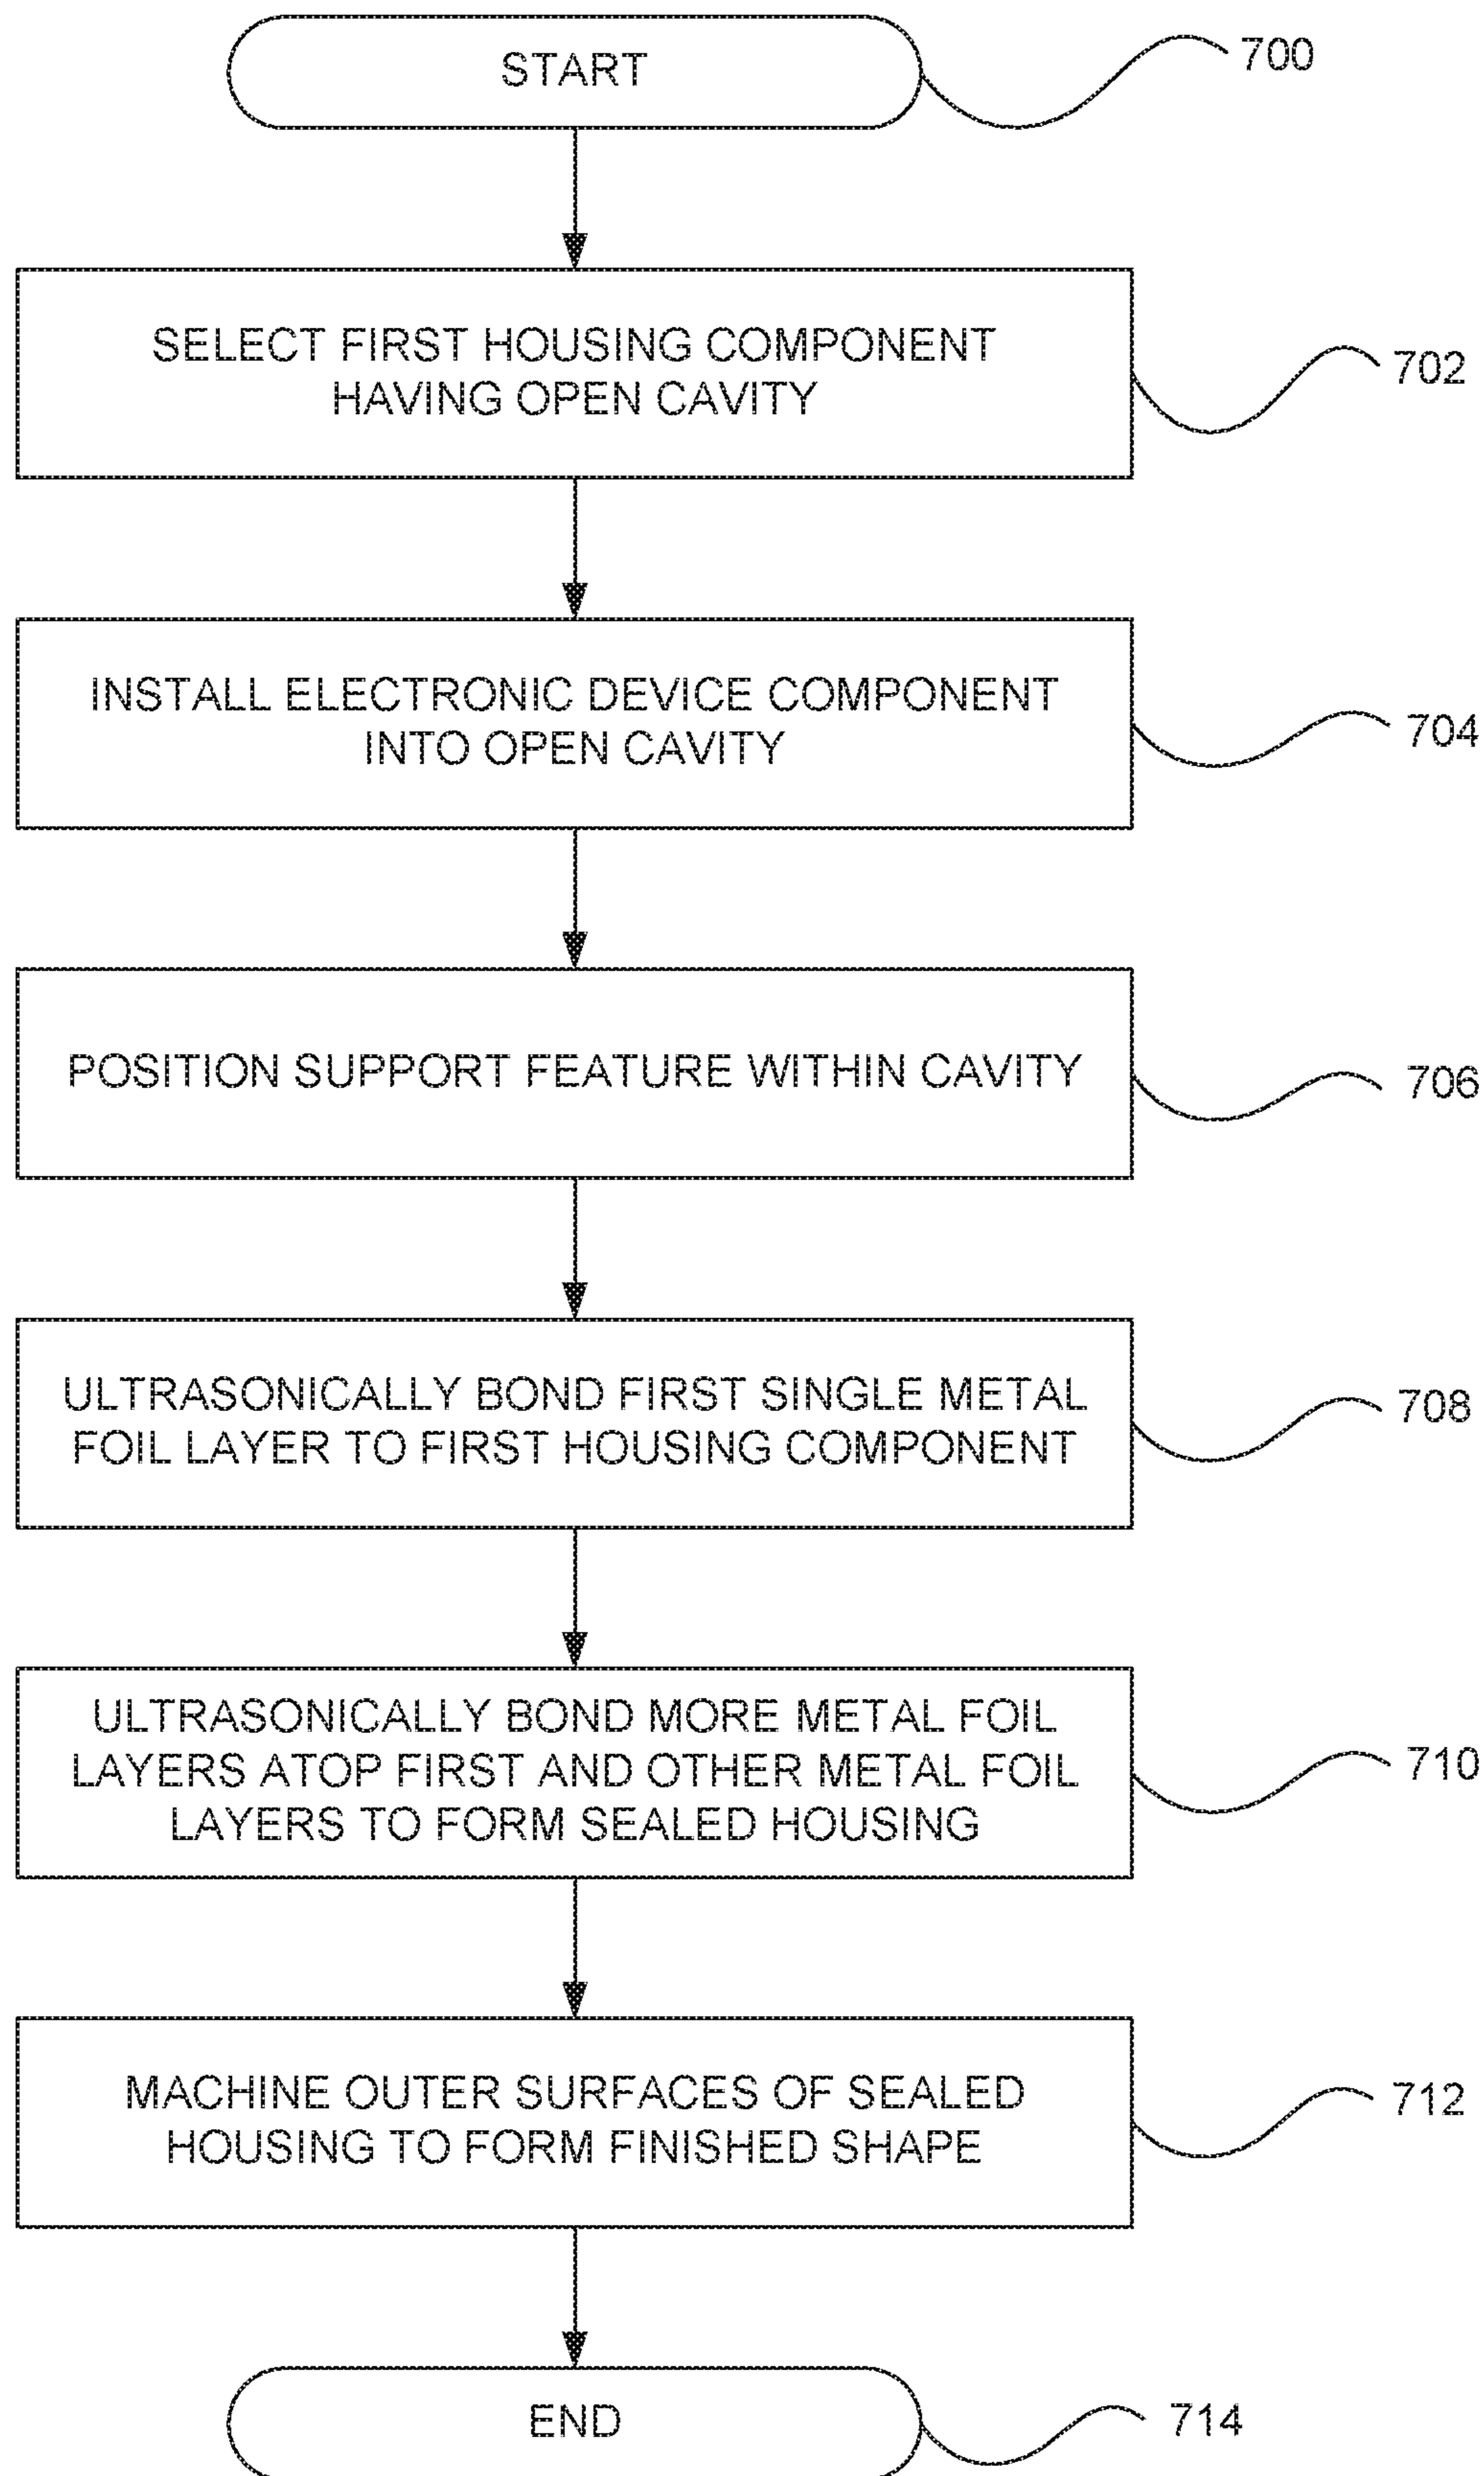 START
700
SELECT FIRST HOUSING COMPONENT
HAVING OPEN CAVITY
702
INSTALL ELECTRONIC DEVICE COMPONENT
INTO OPEN CAVITY
704
POSITION SUPPORT FEATURE WITHIN CAVITY
706
ULTRASONICALLY BOND FIRST SINGLE METAL
FOIL LAYER TO FIRST HOUSING COMPONENT
708
ULTRASONICALLY BOND MORE METAL FOIL
LAYERS ATOP FIRST AND OTHER METAL FOIL
LAYERS TO FORM SEALED HOUSING
710
MACHINE OUTER SURFACES OF SEALED
HOUSING TO FORM FINISHED SHAPE
712
END
714